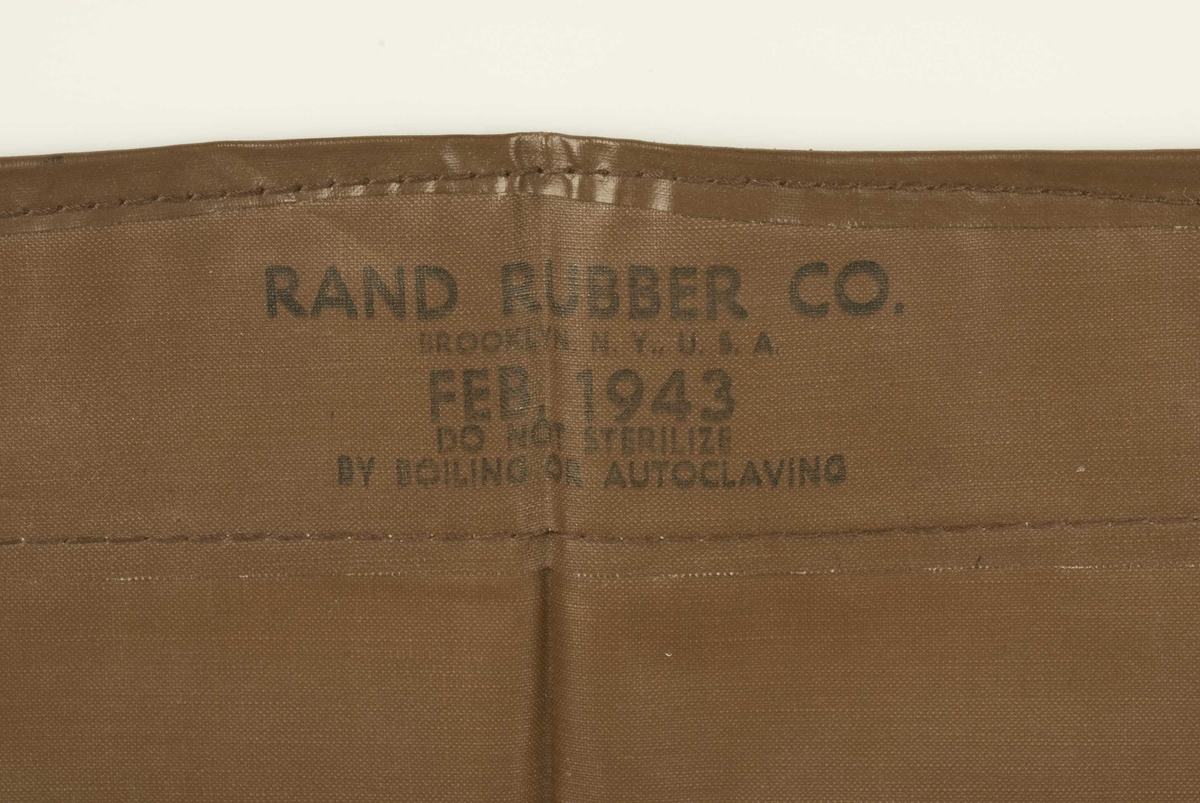 RAND RUBBER CO.
BROOKLYN, N. Y., U. S. A.
FEB. 1943
DO NOT STERILIZE
BY BOILING OR AUTOCLAVING